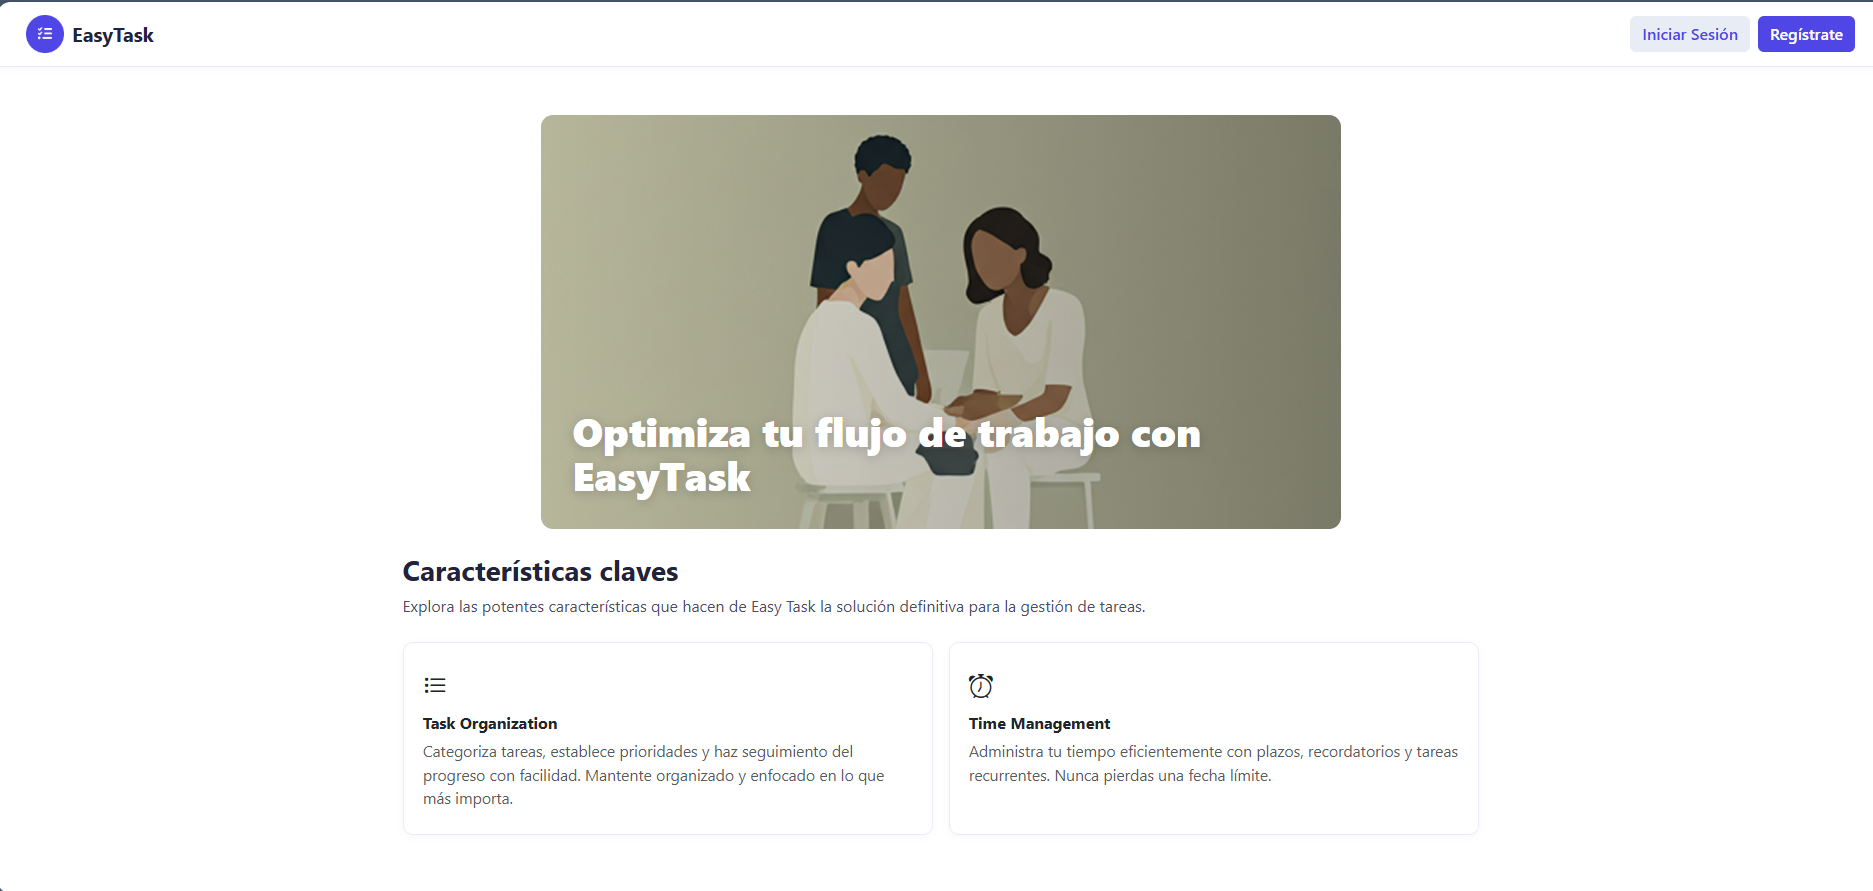 EasyTask
Iniciar Sesión
Regístrate
Optimiza tu flujo de trabajo con
EasyTask
Características claves
Explora las potentes características que hacen de Easy Task la solución definitiva para la gestión de tareas.
Task Organization
Categoriza tareas, establece prioridades y haz seguimiento del
progreso con facilidad. Mantente organizado y enfocado en lo que
más importa.
Time Management
Administra tu tiempo eficientemente con plazos, recordatorios y tareas
recurrentes. Nunca pierdas una fecha límite.